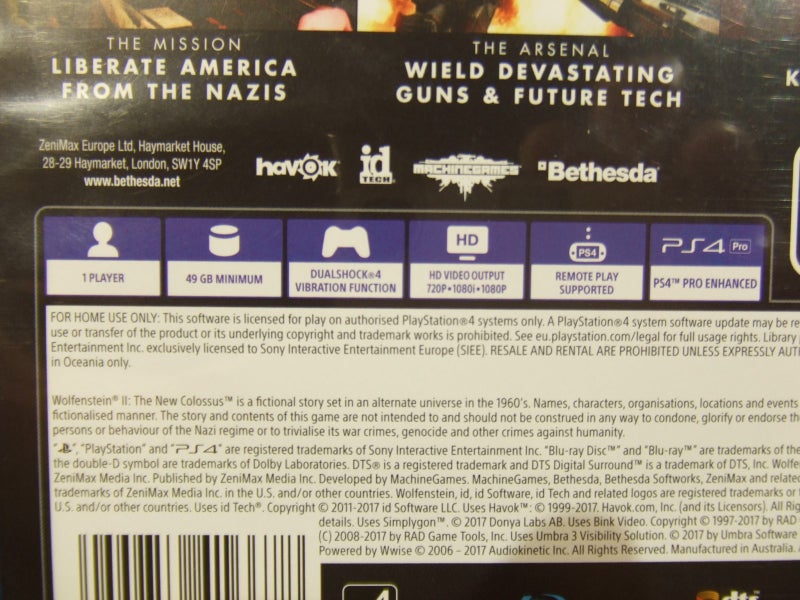 THE MISSION
LIBERATE AMERICA
FROM THE NAZIS
THE ARSENAL
WIELD DEVASTATING
GUNS & FUTURE TECH
K
ZeniMax Europe Ltd, Haymarket House,
28-29 Haymarket, London, SW1Y 4SP
www.bethesda.net
havok
id
TECH
MACHINEGAMES
Bethesda
1 PLAYER
49 GB MINIMUM
DUALSHOCK®4
VIBRATION FUNCTION
HD
HD VIDEO OUTPUT
720P•1080i•1080P
PS4
REMOTE PLAY
SUPPORTED
PS4 Pro
PS4™ PRO ENHANCED
FOR HOME USE ONLY: This software is licensed for play on authorised PlayStation®4 systems only. A PlayStation®4 system software update may be re
use or transfer of the product or its underlying copyright and trademark works is prohibited. See eu.playstation.com/legal for full usage rights. Library
Entertainment Inc. exclusively licensed to Sony Interactive Entertainment Europe (SIEE). RESALE AND RENTAL ARE PROHIBITED UNLESS EXPRESSLY AUT
in Oceania only.
Wolfenstein® II: The New Colossus™ is a fictional story set in an alternate universe in the 1960's. Names, characters, organisations, locations and events
fictionalised manner. The story and contents of this game are not intended to and should not be construed in any way to condone, glorify or endorse th
persons or behaviour of the Nazi regime or to trivialise its war crimes, genocide and other crimes against humanity.
" ", "PlayStation" and "PS4" are registered trademarks of Sony Interactive Entertainment Inc. "Blu-ray Disc™" and "Blu-ray™" are trademarks of the
the double-D symbol are trademarks of Dolby Laboratories. DTS® is a registered trademark and DTS Digital Surround™ is a trademark of DTS, Inc. Wolfe
ZeniMax Media Inc. Published by ZeniMax Media Inc. Developed by MachineGames. MachineGames, Bethesda, Bethesda Softworks, ZeniMax and relate
trademarks of ZeniMax Media Inc. in the U.S. and/or other countries. Wolfenstein, id, id Software, id Tech and related logos are registered trademarks or
U.S. and/or other countries. Uses id Tech®. Copyright © 2011-2017 id Software LLC. Uses Havok™: © 1999-2017. Havok.com, Inc. (and its Licensors). All Rig
details. Uses Simplygon™. © 2017 Donya Labs AB. Uses Bink Video. Copyright © 1997-2017 by RAD
(C) 2008-2017 by RAD Game Tools, Inc. Uses Umbra 3 Visibility Solution. © 2017 by Umbra Software
Powered by Wwise © 2006 - 2017 Audiokinetic Inc. All Rights Reserved. Manufactured in Australia.
4
dts